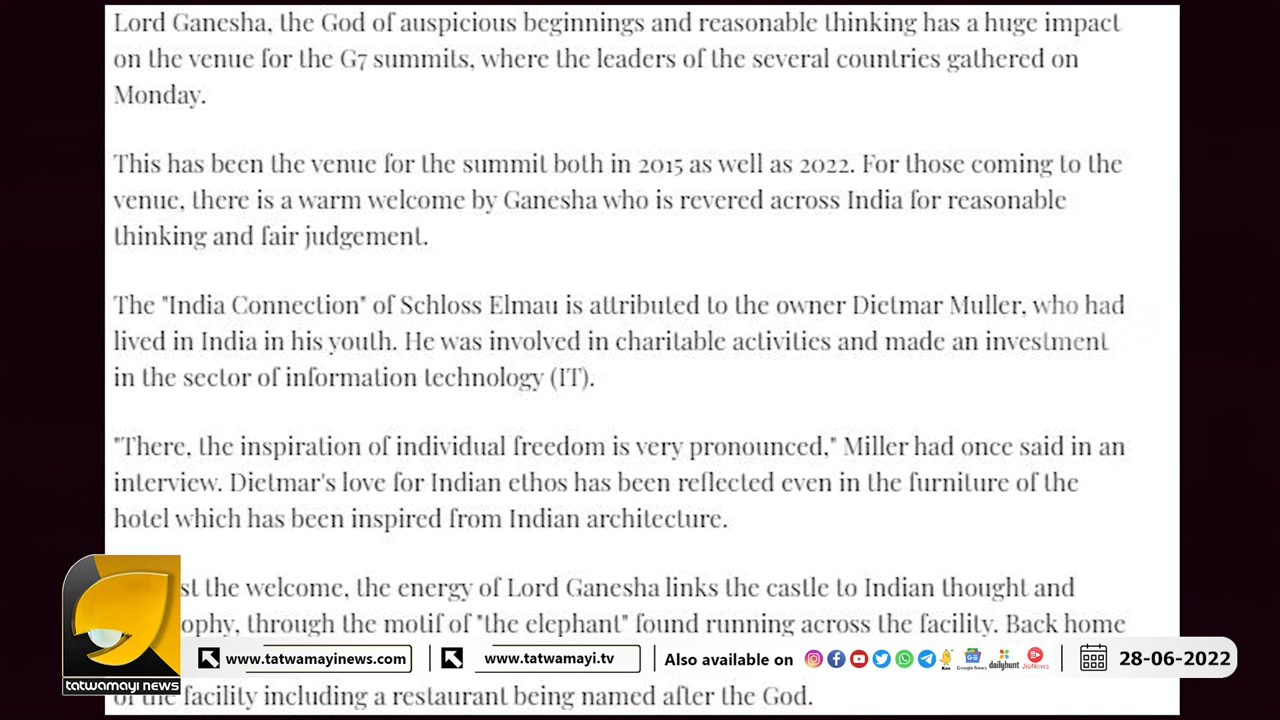 Lord Ganesha, the God of auspicious beginnings and reasonable thinking has a huge impact
on the venue for the G7 summits, where the leaders of the several countries gathered on
Monday.
This has been the venue for the summit both in 2015 as well as 2022. For those coming to the
venue, there is a warm welcome by Ganesha who is revered across India for reasonable
thinking and fair judgement.
The "India Connection" of Schloss Elmau is attributed to the owner Dietmar Muller, who had
lived in India in his youth. He was involved in charitable activities and made an investment
in the sector of information technology (IT).
"There, the inspiration of individual freedom is very pronounced," Miller had once said in an
interview. Dietmar's love for Indian ethos has been reflected even in the furniture of the
hotel which has been inspired from Indian architecture.
the welcome, the energy of Lord Ganesha links the castle to Indian thought and
through the motif of "the elephant" found running across the facility. Back home
www.tatwamayinews.com
www.tatwamayi.tv
Also available on
Koo
Google News
dailyhunt
JioNews
28-06-2022
tatwamayi news
of the facility including a restaurant being named after the God.